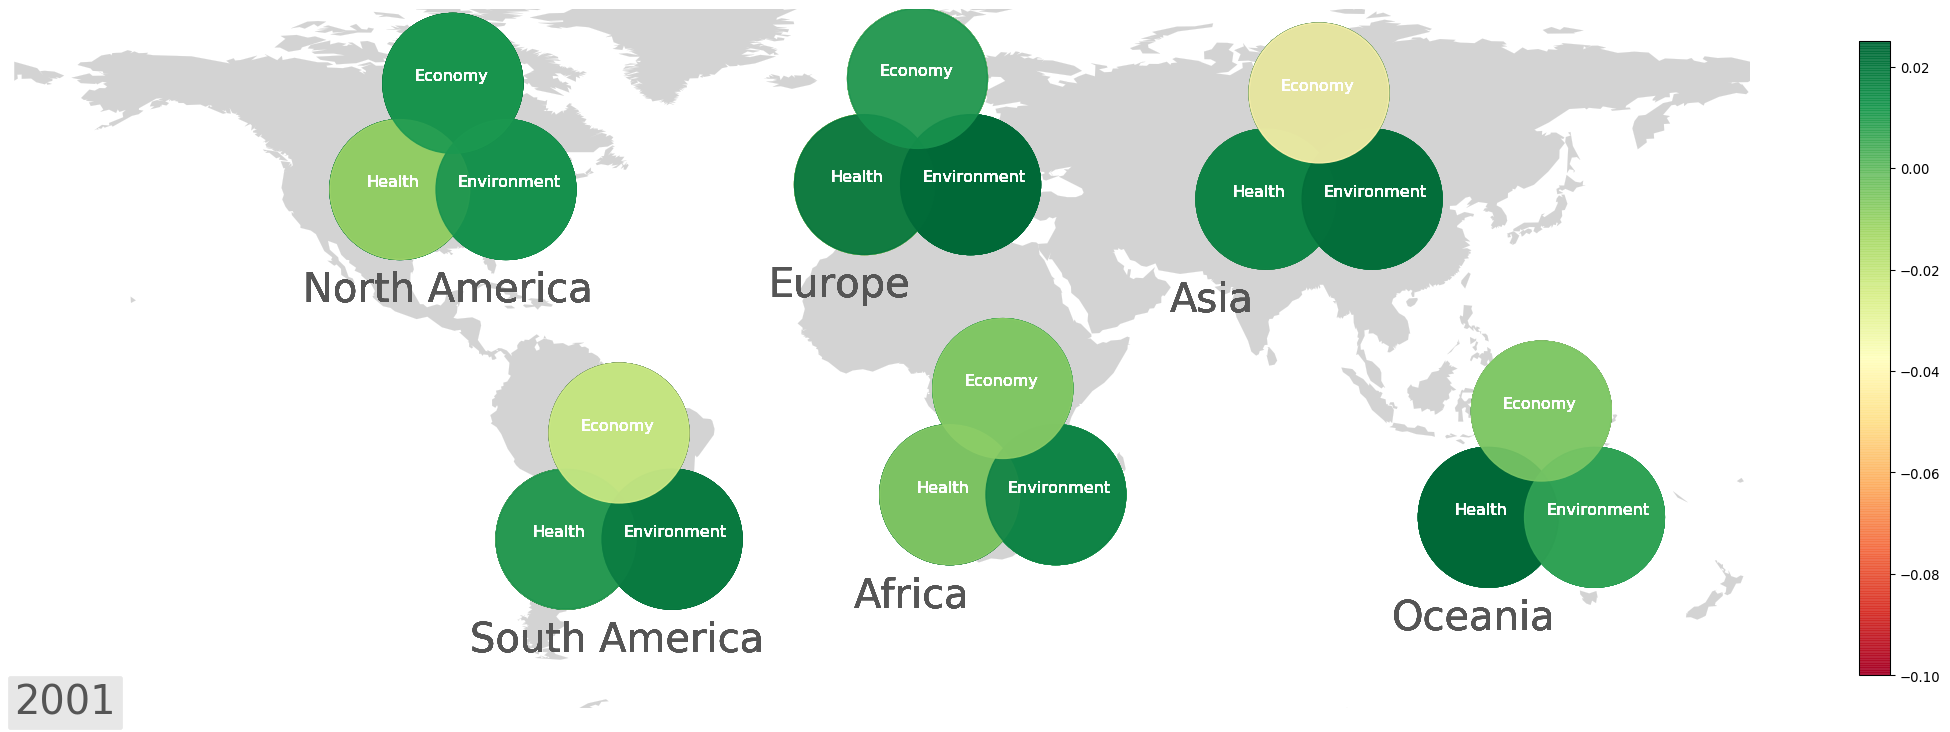 Economy
Health
Environment
North America
Economy
Health
Environment
Europe
Economy
Health
Environment
Asia
Economy
Health
Environment
South America
Economy
Health
Environment
Africa
Economy
Health
Environment
Oceania
2001
0.02
0.00
−0.02
−0.04
−0.06
−0.08
−0.10